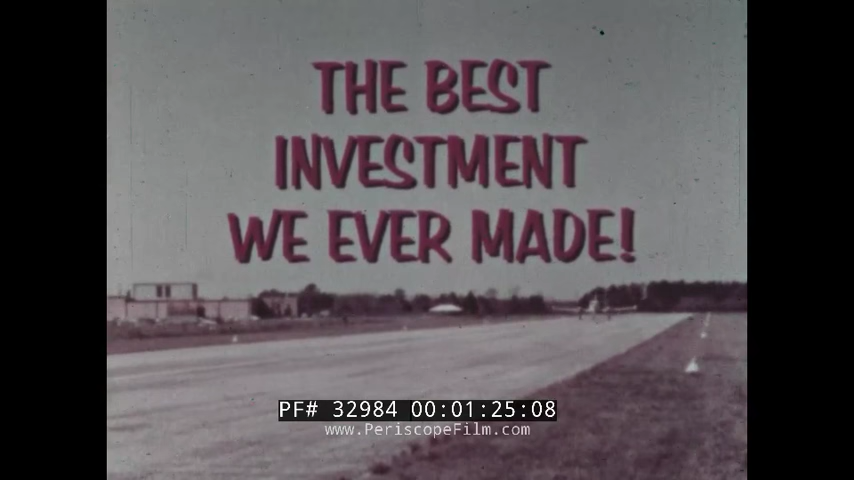 THE BEST
INVESTMENT
WE EVER MADE!
PF# 32984 00:01:25:08
www.PeriscopeFilm.com